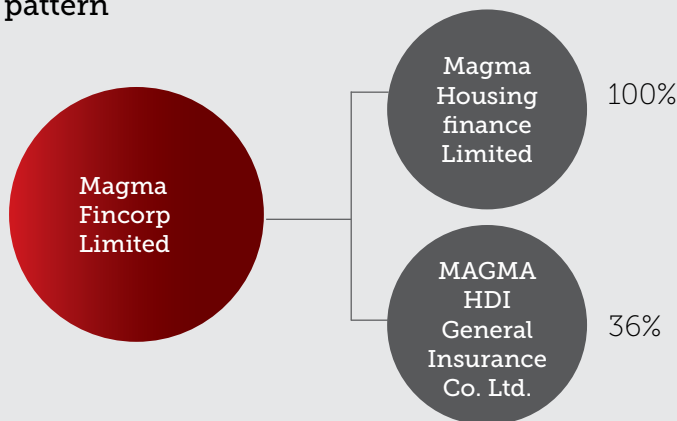 pattern
Magma
Fincorp
Limited
Magma
Housing
finance
Limited
100%
MAGMA
HDI
General
Insurance
Co. Ltd.
36%